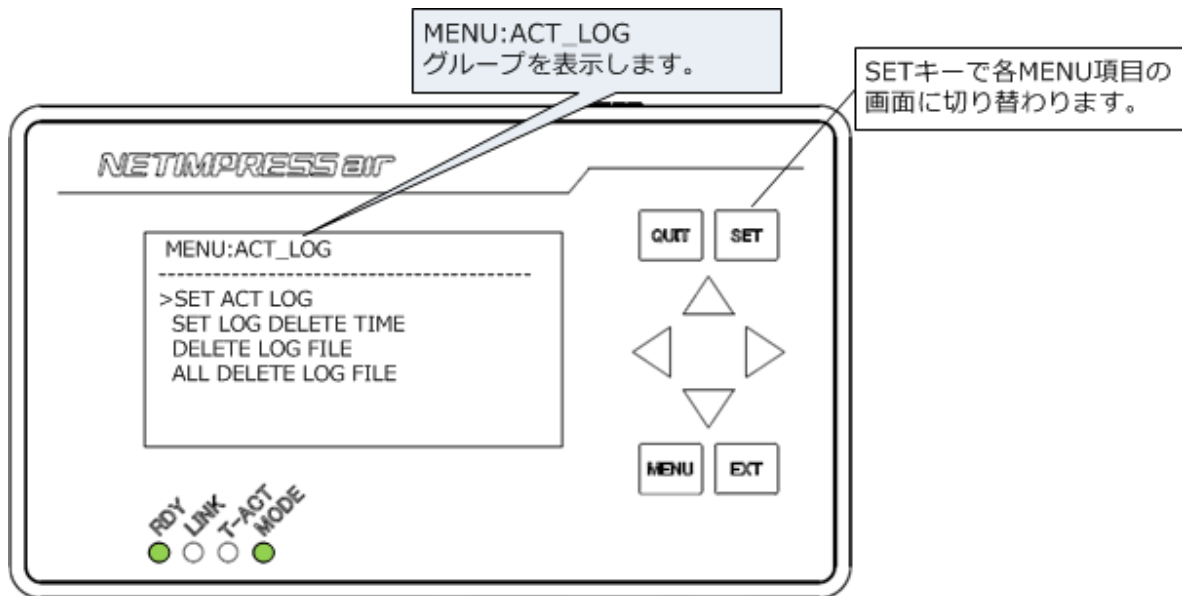 MENU:ACT_LOG
グループを表示します。
SETキーで各MENU項目の
画面に切り替わります。
NETIMPRESS air
MENU:ACT_LOG
----------------------------------------
>SET ACT LOG
SET LOG DELETE TIME
DELETE LOG FILE
ALL DELETE LOG FILE
QUIT SET
MENU EXT
RDY LINK T-ACT MODE